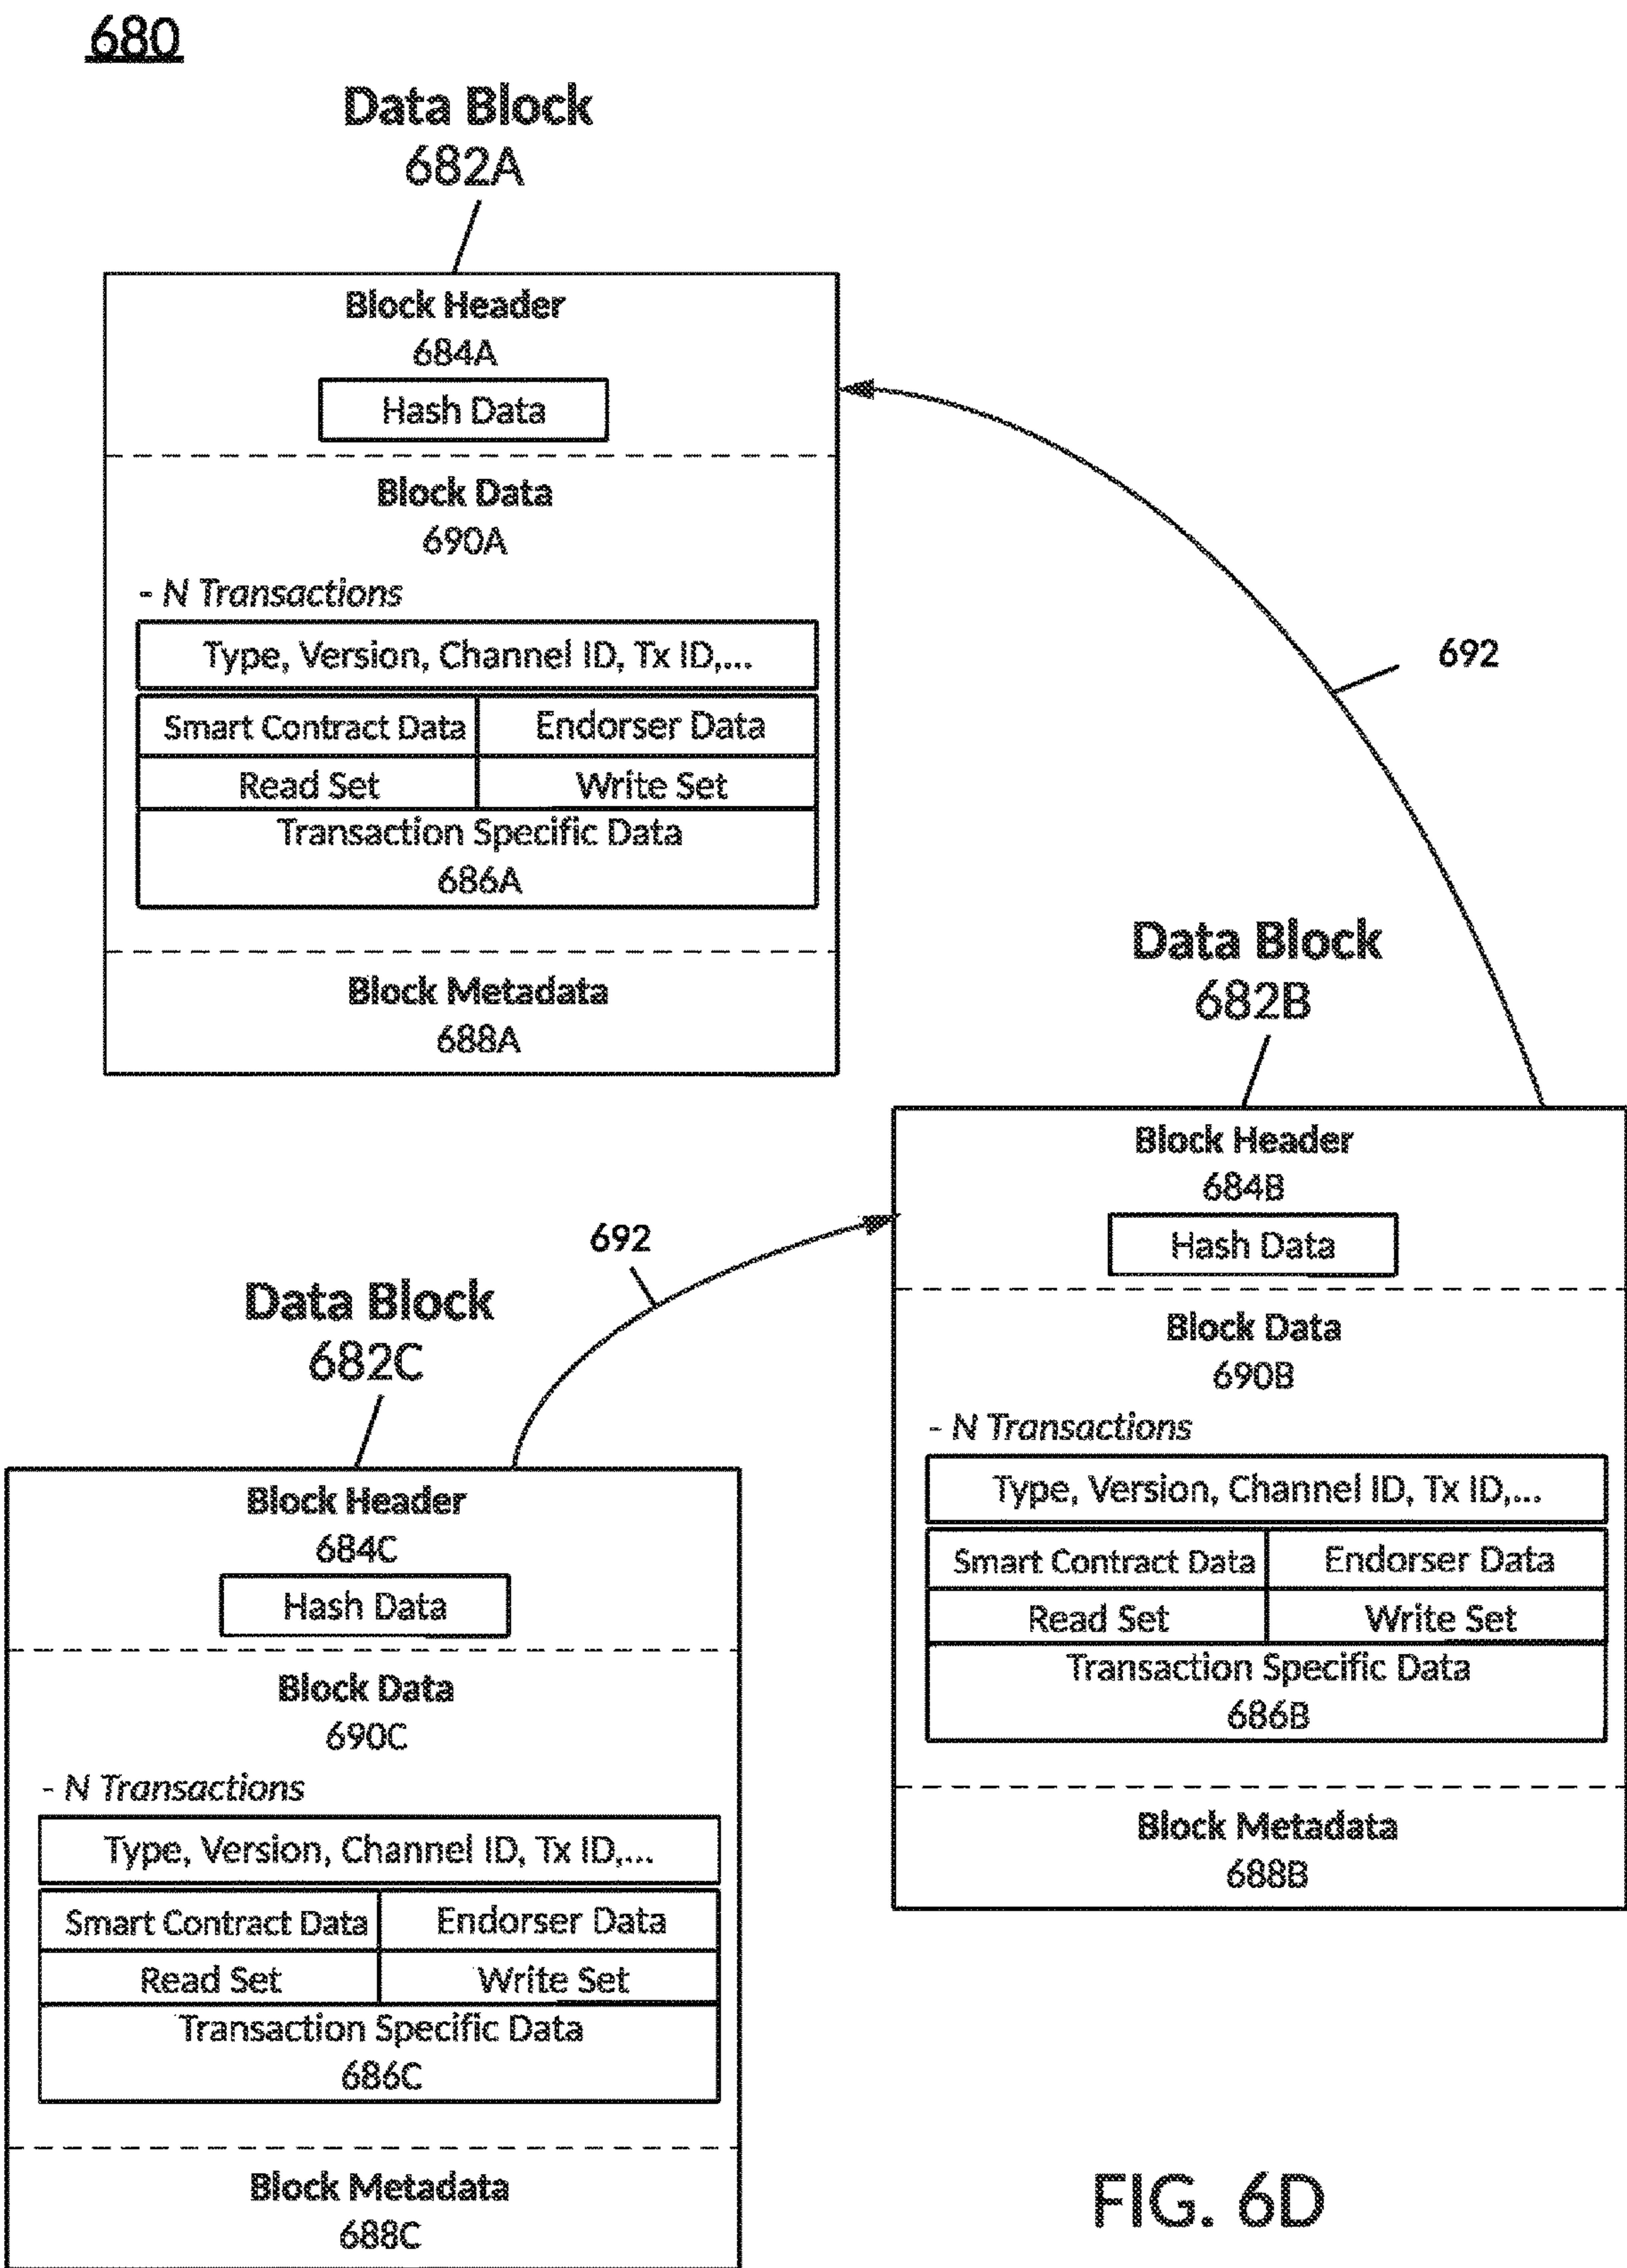 680
Data Block
682A
Block Header
684A
Hash Data
Block Data
690A
- N Transactions
Type, Version, Channel ID, Tx ID,...
Smart Contract Data
Endorser Data
Read Set
Write Set
Transaction Specific Data
686A
Block Metadata
688A
692
Data Block
682B
Block Header
684B
Hash Data
Block Data
690B
- N Transactions
Type, Version, Channel ID, Tx ID,...
Smart Contract Data
Endorser Data
Read Set
Write Set
Transaction Specific Data
686B
Block Metadata
688B
692
Data Block
682C
Block Header
684C
Hash Data
Block Data
690C
- N Transactions
Type, Version, Channel ID, Tx ID,...
Smart Contract Data
Endorser Data
Read Set
Write Set
Transaction Specific Data
686C
Block Metadata
688C
FIG. 6D